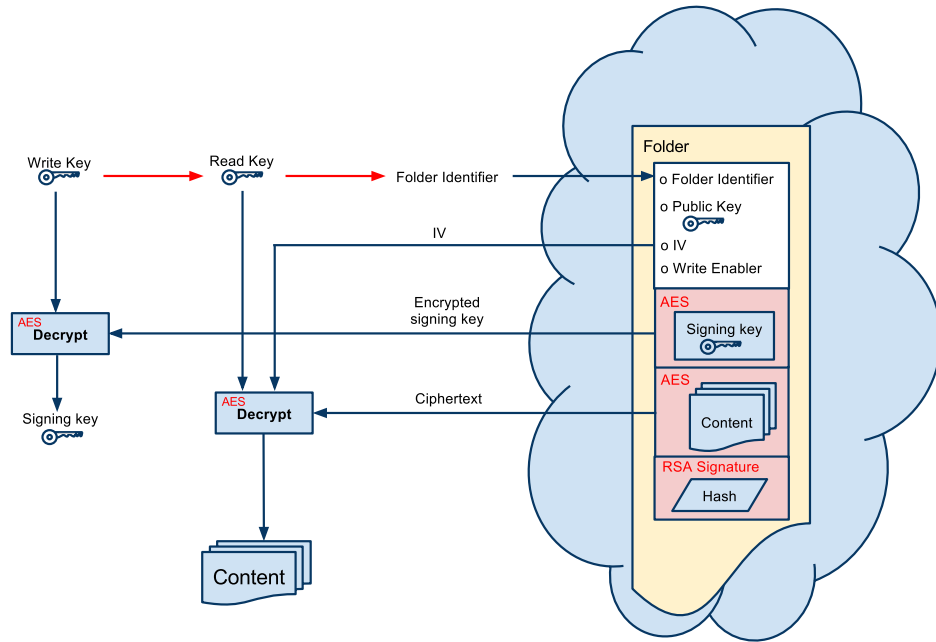 Folder
Write Key
Read Key
Folder Identifier
o Folder Identifier
o Public Key
IV
o IV
o Write Enabler
Encrypted
signing key
AES
Signing key
AES
Decrypt
AES
Ciphertext
AES
Decrypt
Signing key
Content
RSA Signature
Hash
Content